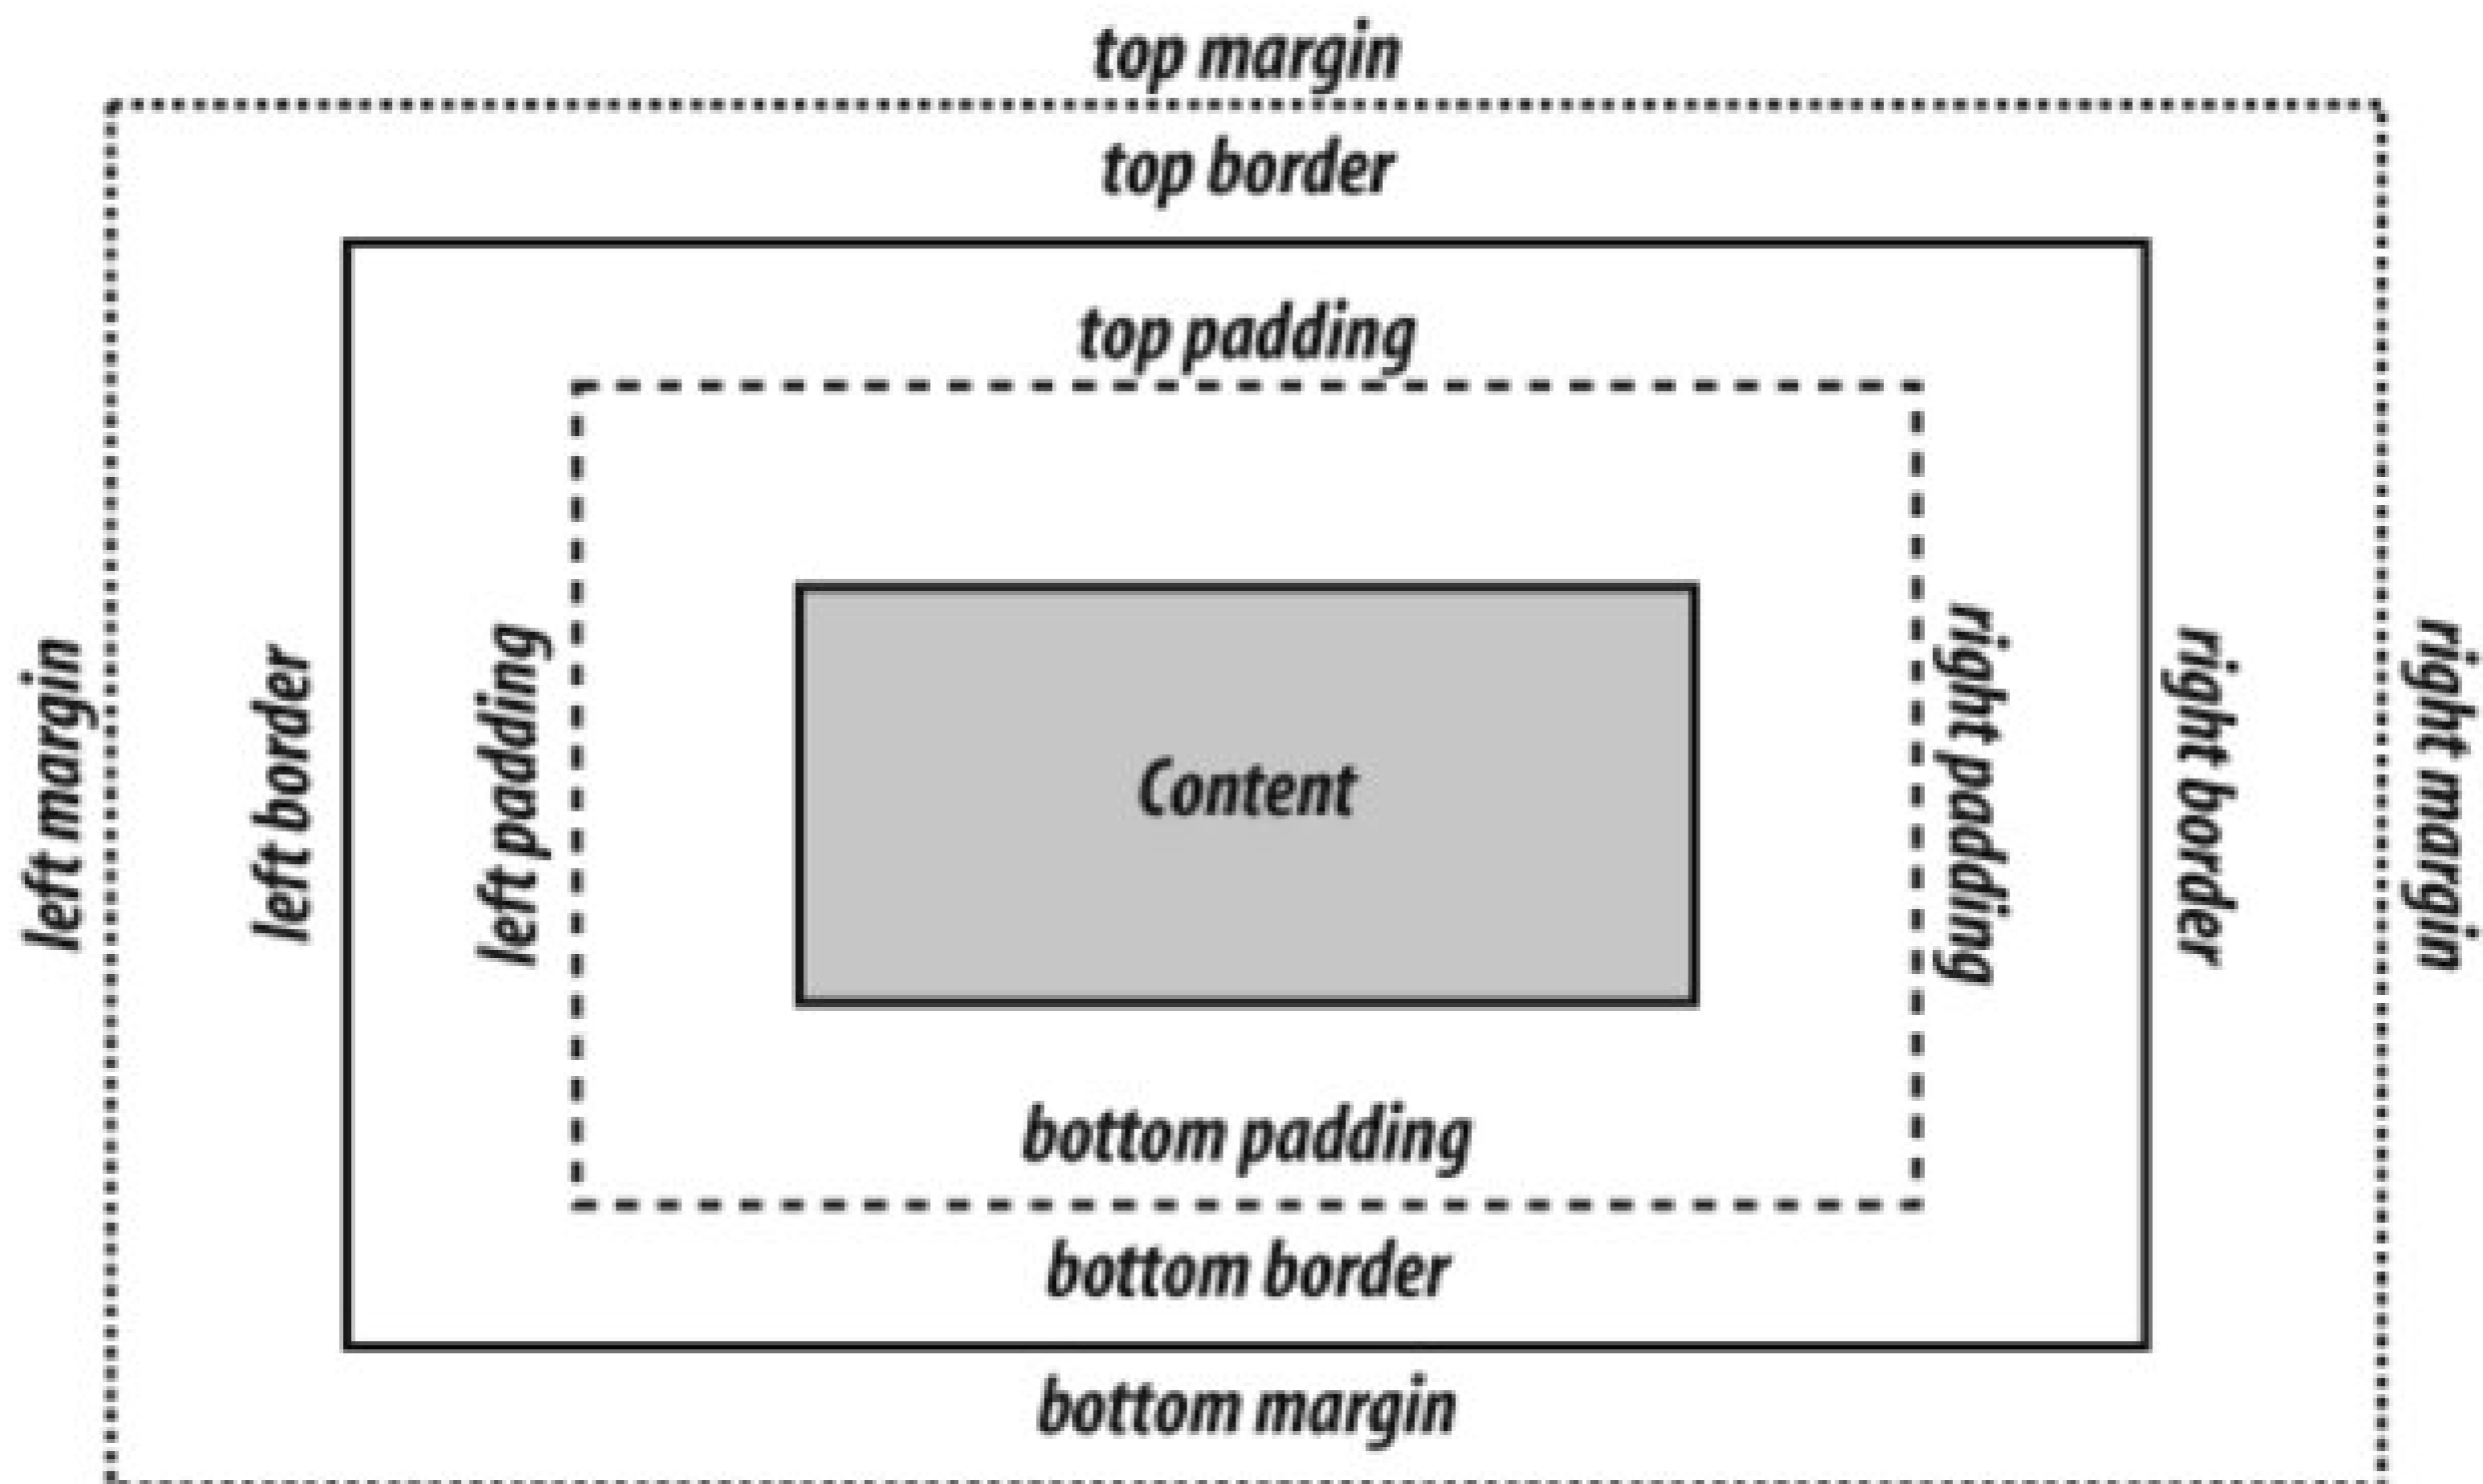 top margin
top border
top padding
left margin
left border
left padding
Content
right padding
right border
right margin
bottom padding
bottom border
bottom margin